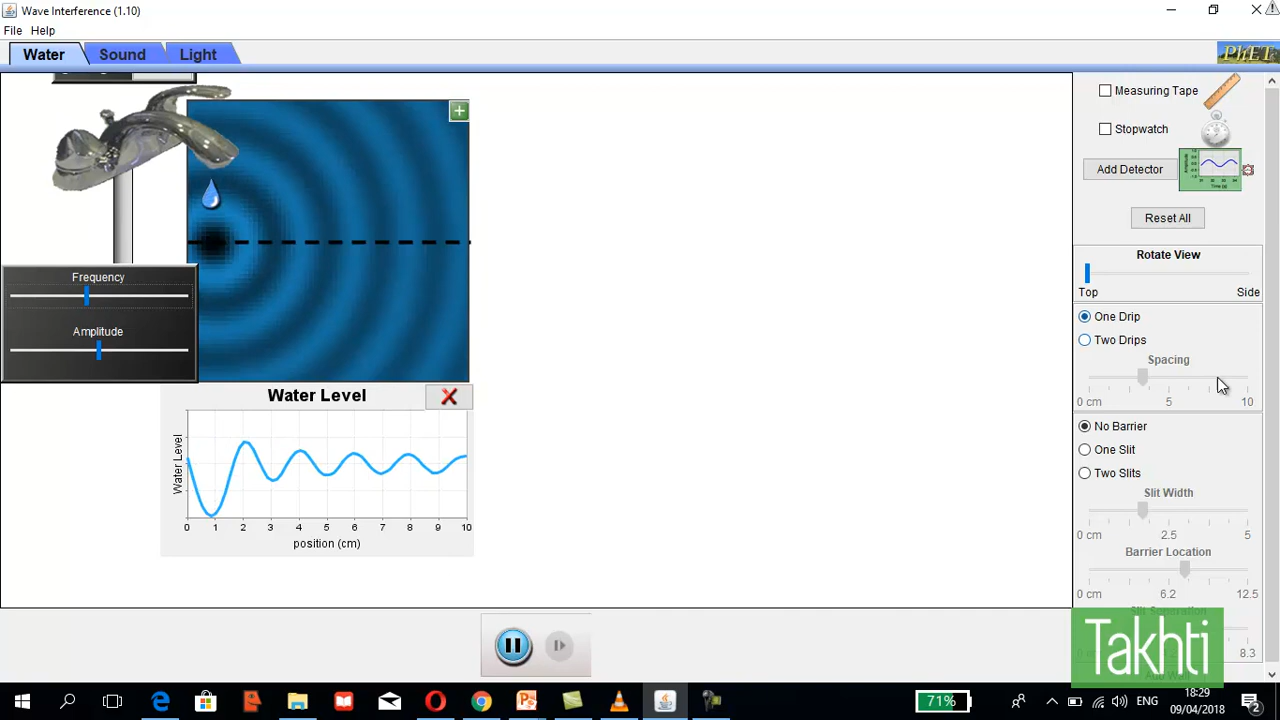 Wave Interference (1.10)
File Help
Water Sound Light
PhET
Measuring Tape
Stopwatch
Add Detector
Reset All
Rotate View
Top Side
One Drip
Two Drips
Spacing
0 cm 5 10
No Barrier
One Slit
Two Slits
Slit Width
0 cm 2.5 5
Barrier Location
0 cm 6.2 12.5
8.3
Takhti
Frequency
Amplitude
Water Level
Water Level
0 1 2 3 4 5 6 7 8 9 10
position (cm)
71%
ENG
18:29
09/04/2018
2